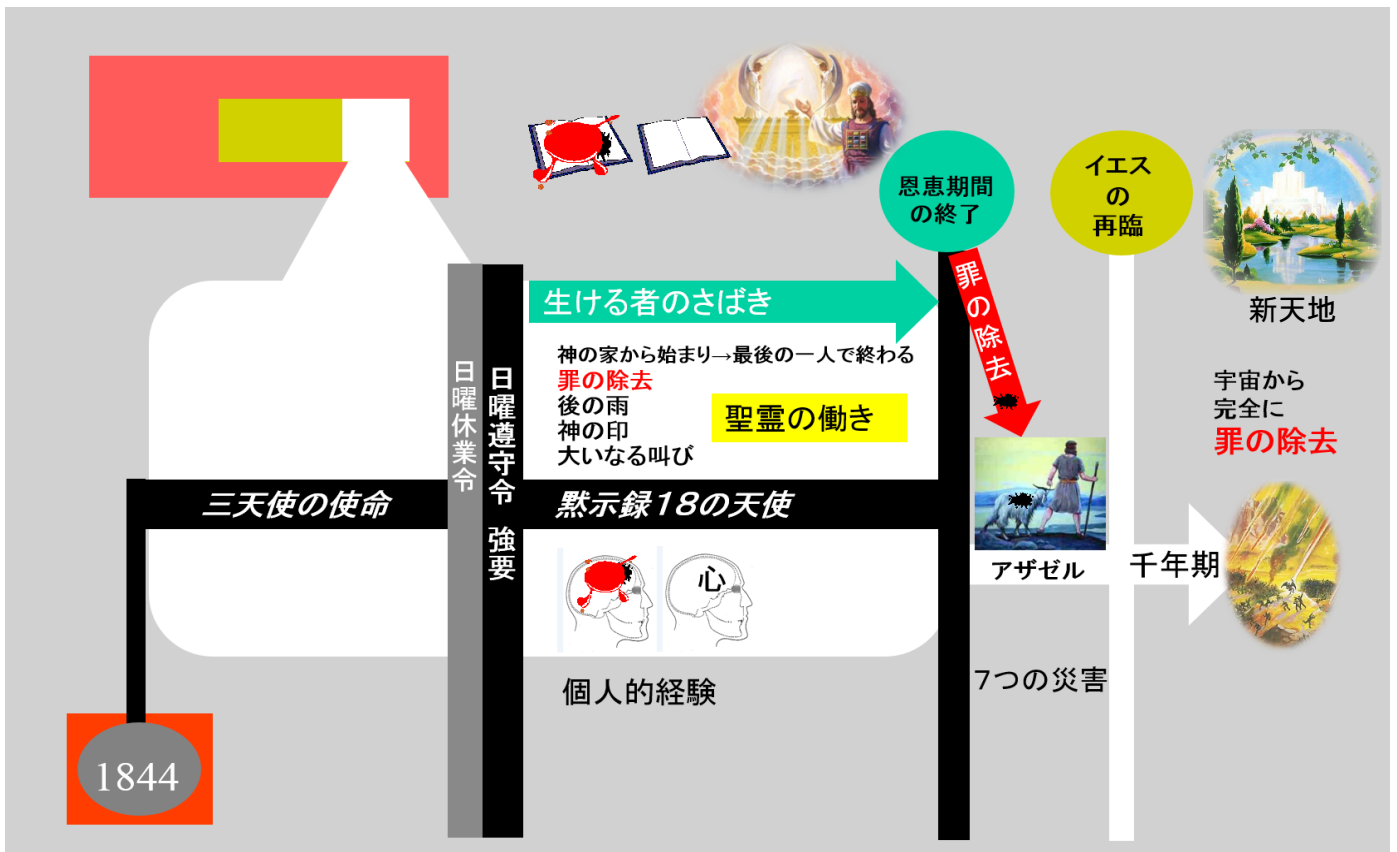 恩恵期間
の終了
イエス
の
再臨
新天地
生ける者のさばき
神の家から始まり→最後の一人で終わる
罪の除去
後の雨
神の印
大いなる叫び
聖霊の働き
罪の除去
宇宙から
完全に
罪の除去
日曜休業令
日曜遵守令 強要
三天使の使命
黙示録18の天使
心
アザゼル
千年期
個人的経験
7つの災害
1844